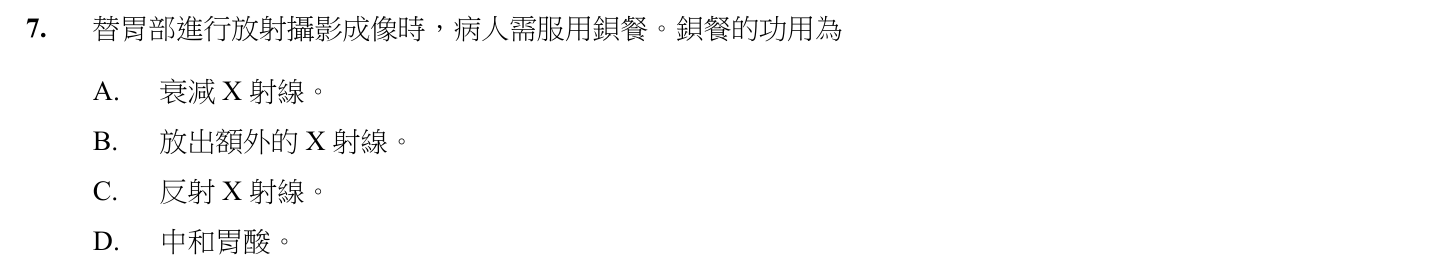 7. 替胃部進行放射攝影成像時，病人需服用鋇餐。鋇餐的功用為
A. 衰減 X 射線。
B. 放出額外的 X 射線。
C. 反射 X 射線。
D. 中和胃酸。